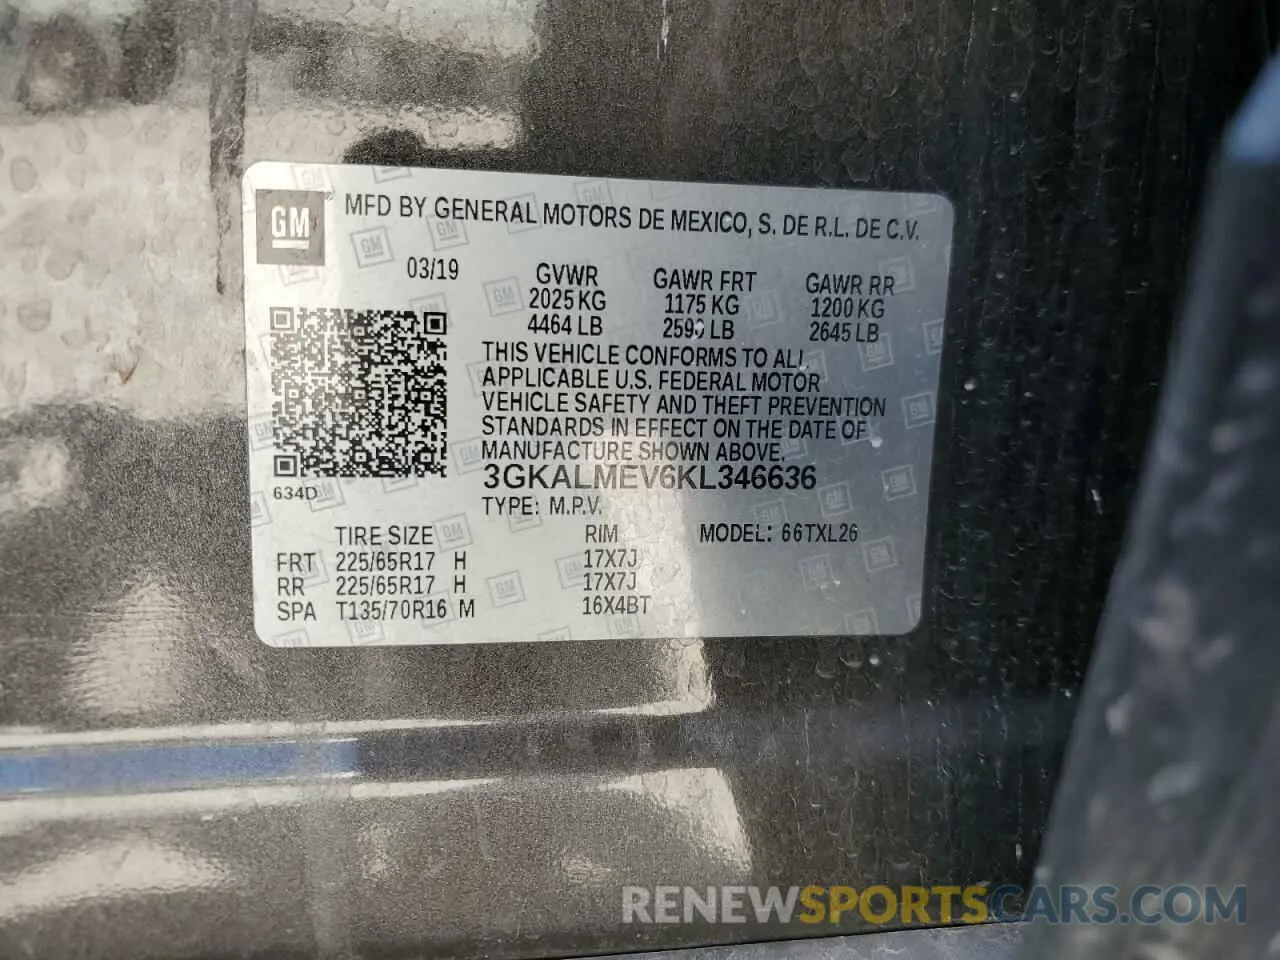 GM
MFD BY GENERAL MOTORS DE MEXICO, S. DE R.L. DE C.V.
03/19
GVWR GAWR FRT GAWR RR
2025 KG 1175 KG 1200 KG
4464 LB 2590 LB 2645 LB
THIS VEHICLE CONFORMS TO ALL
APPLICABLE U.S. FEDERAL MOTOR
VEHICLE SAFETY AND THEFT PREVENTION
STANDARDS IN EFFECT ON THE DATE OF
MANUFACTURE SHOWN ABOVE.
3GKALMEV6KL346636
634D
TYPE: M.P.V.
TIRE SIZE RIM MODEL: 66TXL26
FRT 225/65R17 H 17X7J
RR 225/65R17 H 17X7J
SPA T135/70R16 M 16X4BT
RENEWSPORTSCARS.COM